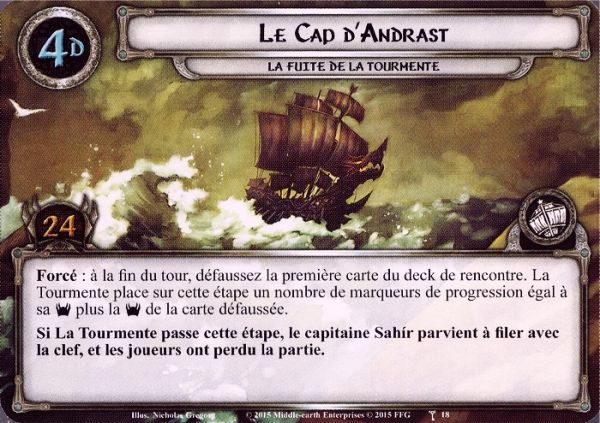 4D
LE CAP D'ANDRAST
LA FUITE DE LA TOURMENTE
24
Forcé : à la fin du tour, défaussez la première carte du deck de rencontre. La
Tourmente place sur cette étape un nombre de marqueurs de progression égal à
sa plus la de la carte défaussée.
Si La Tourmente passe cette étape, le capitaine Sahír parvient à filer avec
la clef, et les joueurs ont perdu la partie.
Illus. Nicholas Gregory © 2015 Middle-earth Enterprises © 2015 FFG 18